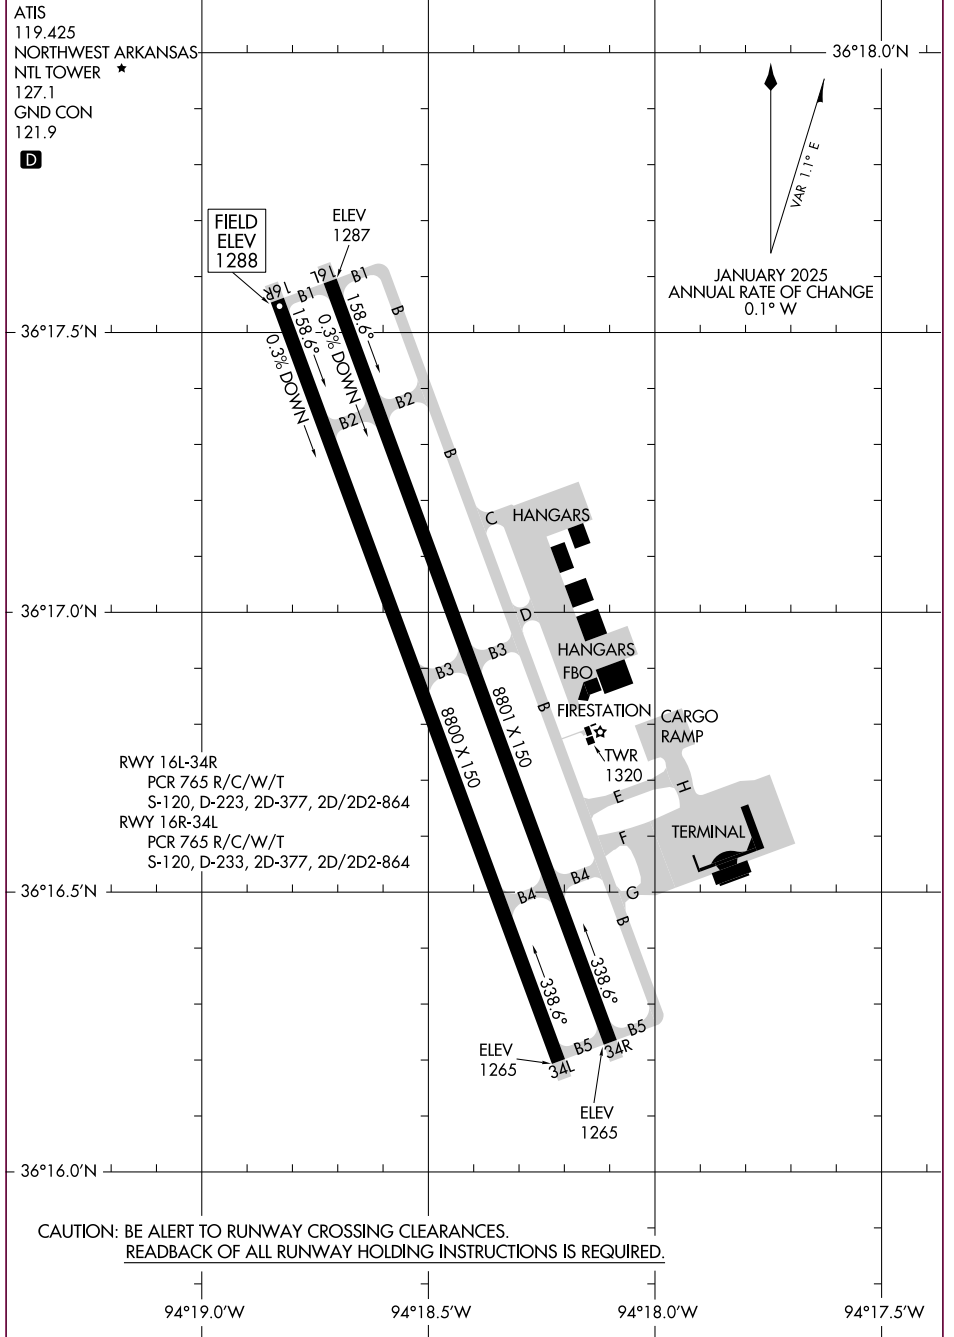 ATIS
119.425
NORTHWEST ARKANSAS
NTL TOWER ★
127.1
GND CON
121.9
D
36°18.0'N
VAR 1.1° E
JANUARY 2025
ANNUAL RATE OF CHANGE
0.1° W
FIELD
ELEV
1288
ELEV
1287
16R
B1
16L
B1
B
36°17.5'N
158.6°
0.3% DOWN
158.6°
0.3% DOWN
B2
B2
B
C
HANGARS
36°17.0'N
D
HANGARS
FBO
B3
B3
B
FIRESTATION
CARGO
RAMP
TWR
1320
8800 X 150
8801 X 150
RWY 16L-34R
PCR 765 R/C/W/T
S-120, D-223, 2D-377, 2D/2D2-864
RWY 16R-34L
PCR 765 R/C/W/T
S-120, D-233, 2D-377, 2D/2D2-864
E
H
F
TERMINAL
36°16.5'N
B4
B4
G
B
338.6°
338.6°
B5
B5
34L
34R
ELEV
1265
ELEV
1265
36°16.0'N
CAUTION: BE ALERT TO RUNWAY CROSSING CLEARANCES.
READBACK OF ALL RUNWAY HOLDING INSTRUCTIONS IS REQUIRED.
94°19.0'W
94°18.5'W
94°18.0'W
94°17.5'W